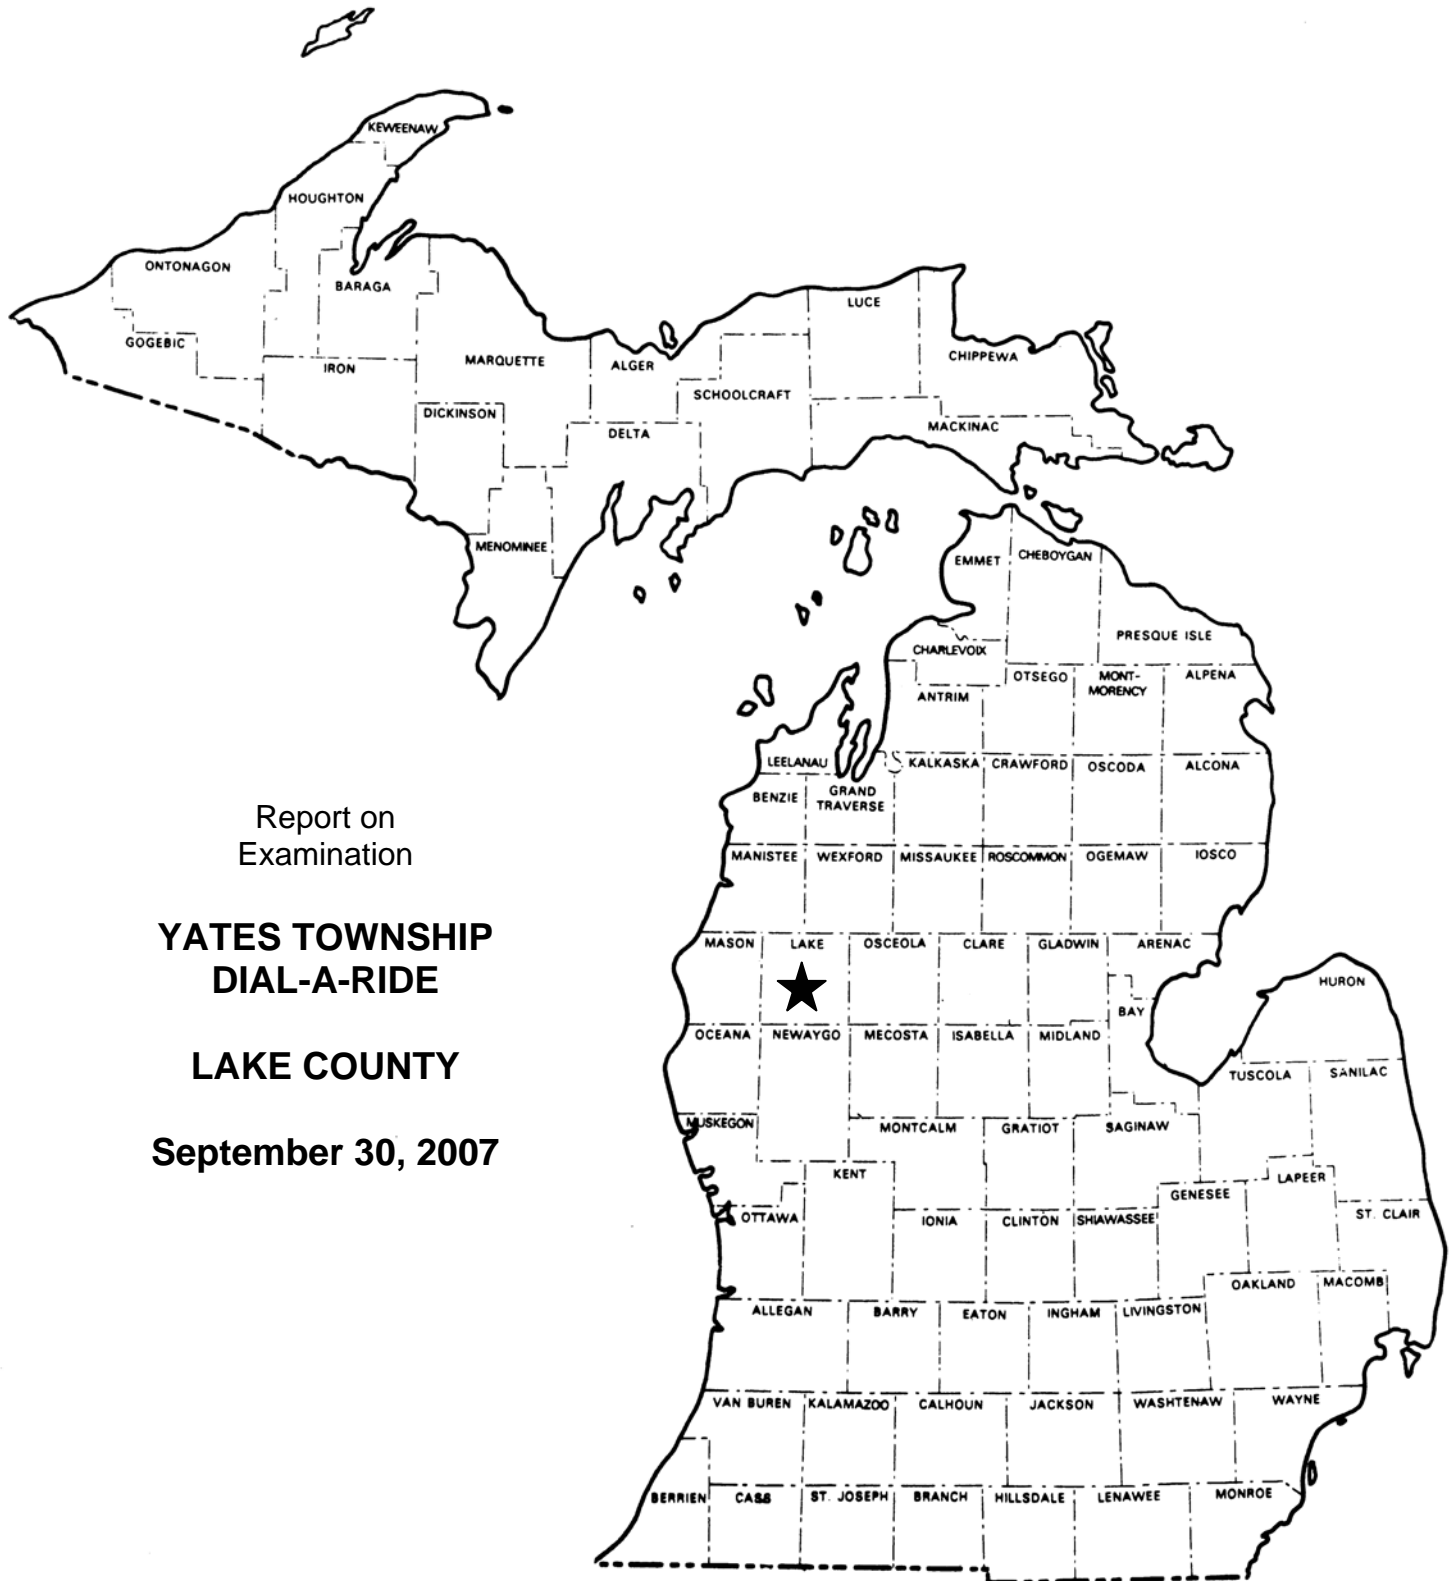 KEWEENAW
HOUGHTON
ONTONAGON
BARAGA
LUCE
GOGEBIC
IRON
MARQUETTE
ALGER
CHIPPEWA
SCHOOLCRAFT
DICKINSON
DELTA
MACKINAC
MENOMINEE
EMMET
CHEBOYGAN
PRESQUE ISLE
CHARLEVOIX
OTSEGO
MONT-
MORENCY
ALPENA
ANTRIM
LEELANAU
KALKASKA
CRAWFORD
OSCODA
ALCONA
BENZIE
GRAND
TRAVERSE
Report on
Examination
MANISTEE
WEXFORD
MISSAUKEE
ROSCOMMON
OGEMAW
IOSCO
YATES TOWNSHIP
DIAL-A-RIDE
MASON
LAKE
OSCEOLA
CLARE
GLADWIN
ARENAC
HURON
BAY
OCEANA
NEWAYGO
MECOSTA
ISABELLA
MIDLAND
LAKE COUNTY
TUSCOLA
SANILAC
MUSKEGON
MONTCALM
GRATIOT
SAGINAW
September 30, 2007
KENT
GENESEE
LAPEER
OTTAWA
IONIA
CLINTON
SHIAWASSEE
ST. CLAIR
OAKLAND
MACOMB
ALLEGAN
BARRY
EATON
INGHAM
LIVINGSTON
VAN BUREN
KALAMAZOO
CALHOUN
JACKSON
WASHTENAW
WAYNE
BERRIEN
CASS
ST. JOSEPH
BRANCH
HILLSDALE
LENAWEE
MONROE